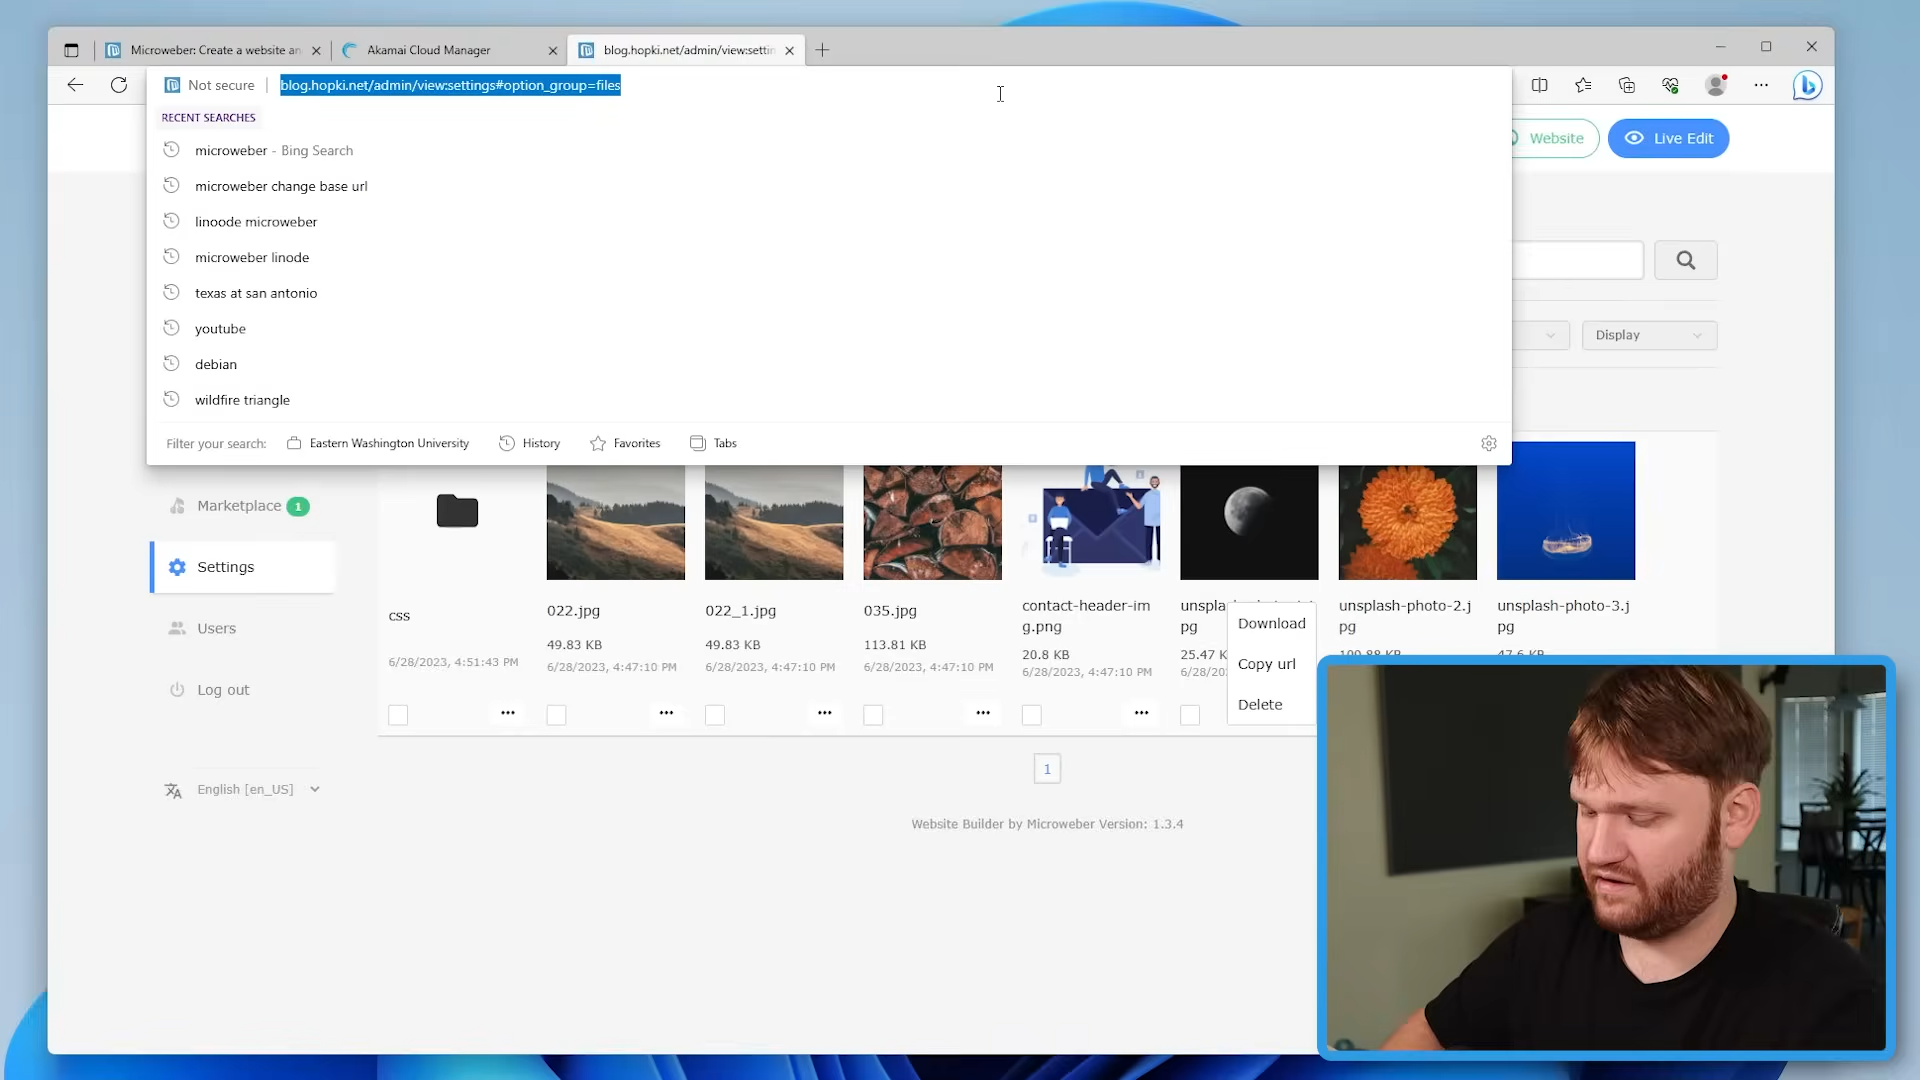 Microweber: Create a website an
Akamai Cloud Manager
blog.hopki.net/admin/view:settin
Not secure
blog.hopki.net/admin/view:settings#option_group=files
RECENT SEARCHES
microweber - Bing Search
microweber change base url
linoode microweber
microweber linode
texas at san antonio
youtube
debian
wildfire triangle
Filter your search:
Eastern Washington University
History
Favorites
Tabs
Website
Live Edit
Display
Marketplace 1
Settings
Users
Log out
English [en_US]
css
6/28/2023, 4:51:43 PM
022.jpg
49.83 KB
6/28/2023, 4:47:10 PM
022_1.jpg
49.83 KB
6/28/2023, 4:47:10 PM
035.jpg
113.81 KB
6/28/2023, 4:47:10 PM
contact-header-im
g.png
20.8 KB
6/28/2023, 4:47:10 PM
pg
25.47 K
Download
Copy url
Delete
unsplash-photo-2.j
pg
unsplash-photo-3.j
pg
1
Website Builder by Microweber Version: 1.3.4